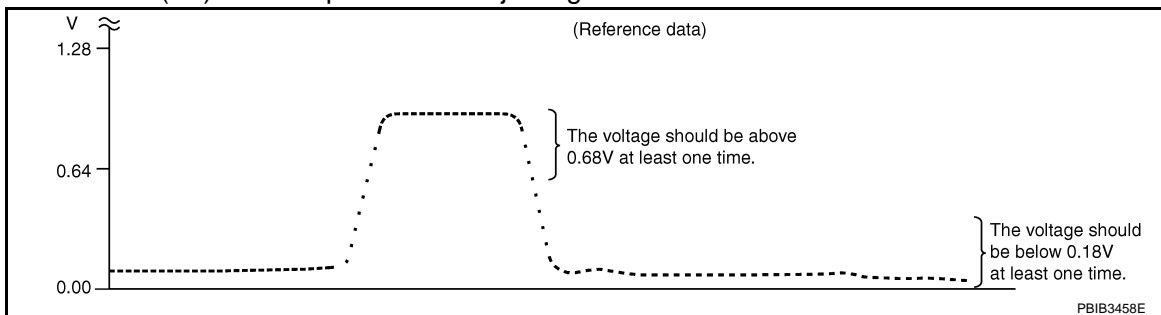 V
(Reference data)
1.28
The voltage should be above
0.68V at least one time.
0.64
The voltage should
be below 0.18V
at least one time.
0.00
PBIB3458E